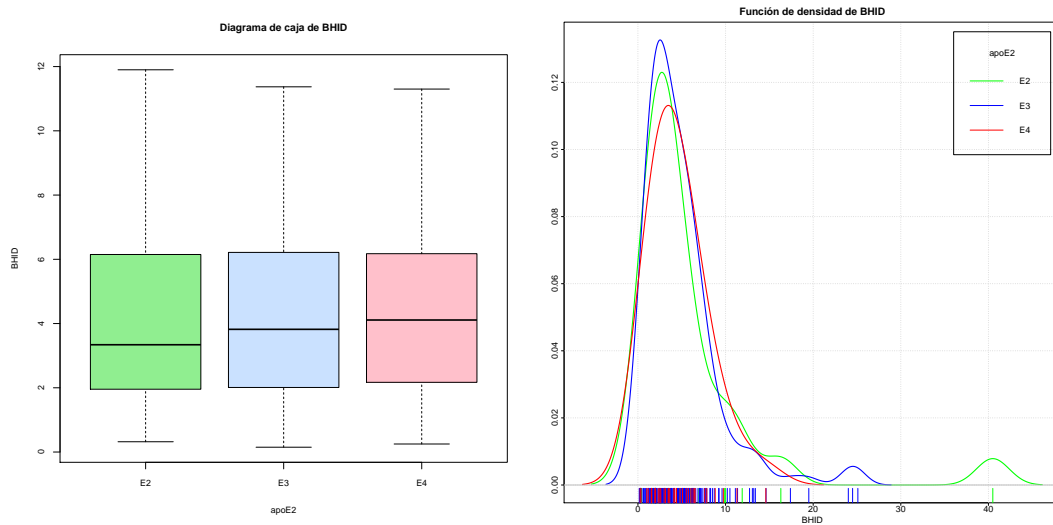 Diagrama de caja de BHID
BHID
12
10
8
6
4
2
0
E2
E3
E4
apoE2
Función de densidad de BHID
apoE2
E2
E3
E4
0.12
0.10
0.08
0.06
0.04
0.02
0.00
0
10
20
30
40
BHID